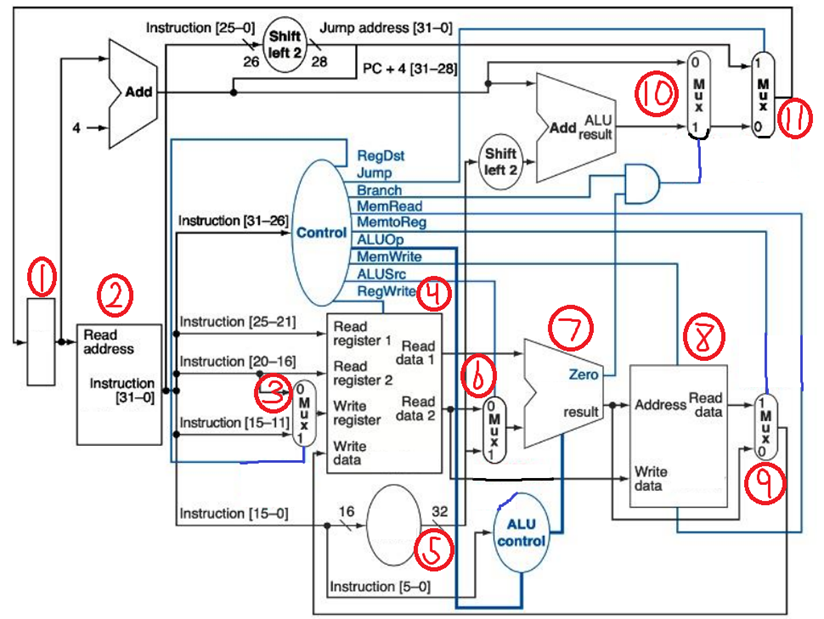 Instruction [25–0]
Shift
left 2
Jump address [31–0]
26
28
PC + 4 [31–28]
Add
4
0
M
u
x
1
10
1
M
u
x
0
11
Add
ALU
result
Shift
left 2
RegDst
Jump
Branch
MemRead
MemtoReg
ALUOp
MemWrite
ALUSrc
RegWrite
Instruction [31–26]
Control
1
2
Read
address
Instruction
[31–0]
Instruction [25–21]
Instruction [20–16]
Instruction [15–11]
3
0
M
u
x
1
4
Read
register 1
Read
register 2
Write
register
Write
data
Read
data 1
Read
data 2
6
0
M
u
x
1
7
Zero
result
8
Address
Read
data
Write
data
1
M
u
x
0
9
Instruction [15–0]
16
32
5
ALU
control
Instruction [5–0]